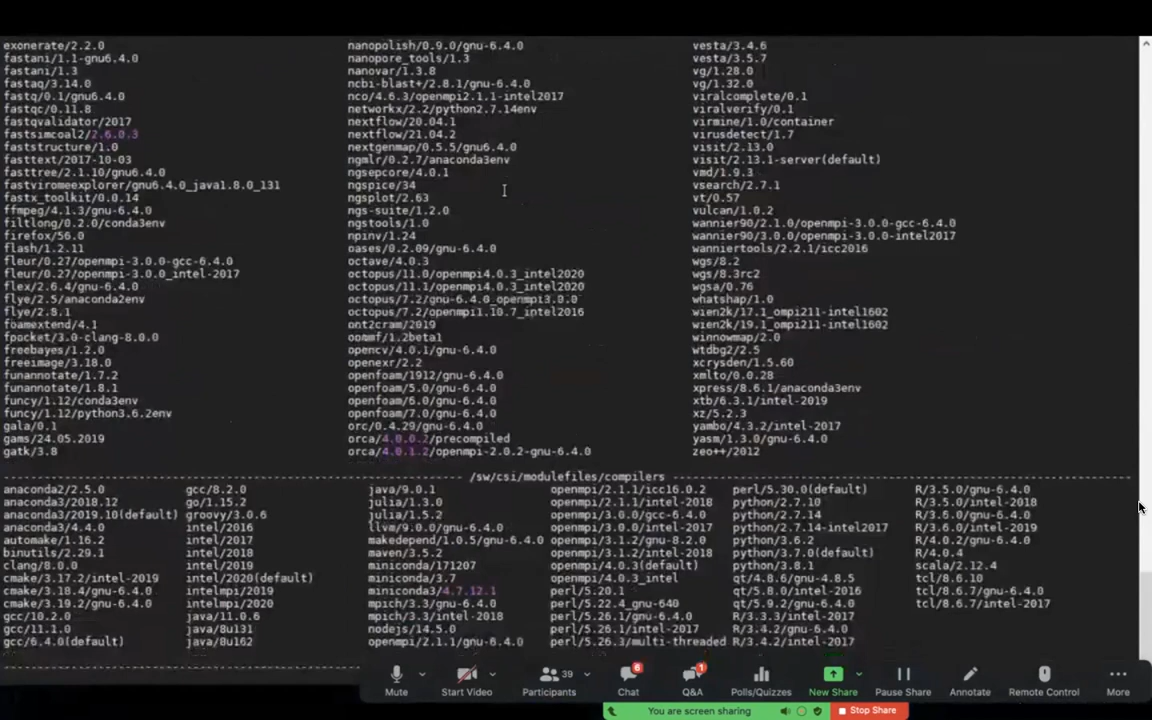 exonerate/2.2.0
fastani/1.1-gnu6.4.0
fastani/1.3
fastaq/3.14.0
fastq/0.1/gnu6.4.0
fastqc/0.11.8
fastqvalidator/2017
fastsimcoal2/2.6.0.3
faststructure/1.0
fasttext/2017-10-03
fasttree/2.1.10/gnu6.4.0
fastviromeexplorer/gnu6.4.0_java1.8.0_131
fastx_toolkit/0.0.14
ffmpeg/4.1.3/gnu-6.4.0
filtlong/0.2.0/conda3env
firefox/56.0
flash/1.2.11
fleur/0.27/openmpi-3.0.0-gcc-6.4.0
fleur/0.27/openmpi-3.0.0_intel-2017
flex/2.6.4/gnu-6.4.0
flye/2.5/anaconda2env
flye/2.8.1
foamextend/4.1
fpocket/3.0-clang-8.0.0
freebayes/1.2.0
freeimage/3.18.0
funannotate/1.7.2
funannotate/1.8.1
funcy/1.12/conda3env
funcy/1.12/python3.6.2env
gala/0.1
gams/24.05.2019
gatk/3.8
nanopolish/0.9.0/gnu-6.4.0
nanopore_tools/1.3
nanovar/1.3.8
ncbi-blast+/2.8.1/gnu-6.4.0
nco/4.6.3/openmpi2.1.1-intel2017
networkx/2.2/python2.7.14env
nextflow/20.04.1
nextflow/21.04.2
nextgenmap/0.5.5/gnu6.4.0
ngmlr/0.2.7/anaconda3env
ngsepcore/4.0.1
ngspice/34
ngsplot/2.63
ngs-suite/1.2.0
ngstools/1.0
npinv/1.24
oases/0.2.09/gnu-6.4.0
octave/4.0.3
octopus/11.0/openmpi4.0.3_intel2020
octopus/11.1/openmpi4.0.3_intel2020
octopus/7.2/gnu-6.4.0_openmpi3.0.0
octopus/7.2/openmpi1.10.7_intel2016
ont2cram/2019
oommf/1.2beta1
opencv/4.0.1/gnu-6.4.0
openexr/2.2
openfoam/1912/gnu-6.4.0
openfoam/5.0/gnu-6.4.0
openfoam/6.0/gnu-6.4.0
openfoam/7.0/gnu-6.4.0
orc/0.4.29/gnu-6.4.0
orca/4.0.0.2/precompiled
orca/4.0.1.2/openmpi-2.0.2-gnu-6.4.0
vesta/3.4.6
vesta/3.5.7
vg/1.28.0
vg/1.32.0
viralcomplete/0.1
viralverify/0.1
virmine/1.0/container
virusdetect/1.7
visit/2.13.0
visit/2.13.1-server(default)
vmd/1.9.3
vsearch/2.7.1
vt/0.57
vulcan/1.0.2
wannier90/2.1.0/openmpi-3.0.0-gcc-6.4.0
wannier90/3.0.0/openmpi-3.0.0-intel2017
wanniertools/2.2.1/icc2016
wgs/8.2
wgs/8.3rc2
wgsa/0.76
whatshap/1.0
wien2k/17.1_ompi211-intel1602
wien2k/19.1_ompi211-intel1602
winnowmap/2.0
wtdbg2/2.5
xcrysden/1.5.60
xmlto/0.0.28
xpress/8.6.1/anaconda3env
xtb/6.3.1/intel-2019
xz/5.2.3
yambo/4.3.2/intel-2017
yasm/1.3.0/gnu-6.4.0
zeo++/2012
/sw/csi/modulefiles/compilers
anaconda2/2.5.0
anaconda3/2018.12
anaconda3/2019.10(default)
anaconda3/4.4.0
automake/1.16.2
binutils/2.29.1
clang/8.0.0
cmake/3.17.2/intel-2019
cmake/3.18.4/gnu-6.4.0
cmake/3.19.2/gnu-6.4.0
gcc/10.2.0
gcc/11.1.0
gcc/6.4.0(default)
gcc/8.2.0
go/1.15.2
groovy/3.0.6
intel/2016
intel/2017
intel/2018
intel/2019
intel/2020(default)
intelmpi/2019
intelmpi/2020
java/11.0.6
java/8u131
java/8u162
java/9.0.1
julia/1.3.0
julia/1.5.2
llvm/9.0.0/gnu-6.4.0
makedepend/1.0.5/gnu-6.4.0
maven/3.5.2
miniconda/171207
miniconda/3.7
miniconda3/4.7.12.1
mpich/3.3/gnu-6.4.0
mpich/3.3/intel-2018
nodejs/14.5.0
openmpi/2.1.1/gnu-6.4.0
openmpi/2.1.1/icc16.0.2
openmpi/3.0.0/gcc-6.4.0
openmpi/3.0.0/intel-2017
openmpi/3.1.2/gnu-8.2.0
openmpi/3.1.2/intel-2018
openmpi/4.0.3(default)
openmpi/4.0.3_intel
perl/5.20.1
perl/5.22.4_gnu-640
perl/5.26.1/gnu-6.4.0
perl/5.26.1/intel-2017
perl/5.26.3/multi-threaded
perl/5.30.0(default)
python/2.7.10
python/2.7.14
python/2.7.14-intel2017
python/3.6.2
python/3.7.0(default)
python/3.8.1
qt/4.8.6/gnu-4.8.5
qt/5.8.0/intel-2016
qt/5.9.2/gnu-6.4.0
R/3.3.3/intel-2017
R/3.4.2/gnu-6.4.0
R/3.4.2/intel-2017
R/3.5.0/gnu-6.4.0
R/3.5.0/intel-2018
R/3.6.0/gnu-6.4.0
R/3.6.0/intel-2019
R/4.0.2/gnu-6.4.0
R/4.0.4
scala/2.12.4
tcl/8.6.10
tcl/8.6.7/gnu-6.4.0
tcl/8.6.7/intel-2017
Mute
Start Video
39
Participants
6
Chat
1
Q&A
Polls/Quizzes
New Share
Pause Share
Annotate
Remote Control
More
You are screen sharing
Stop Share